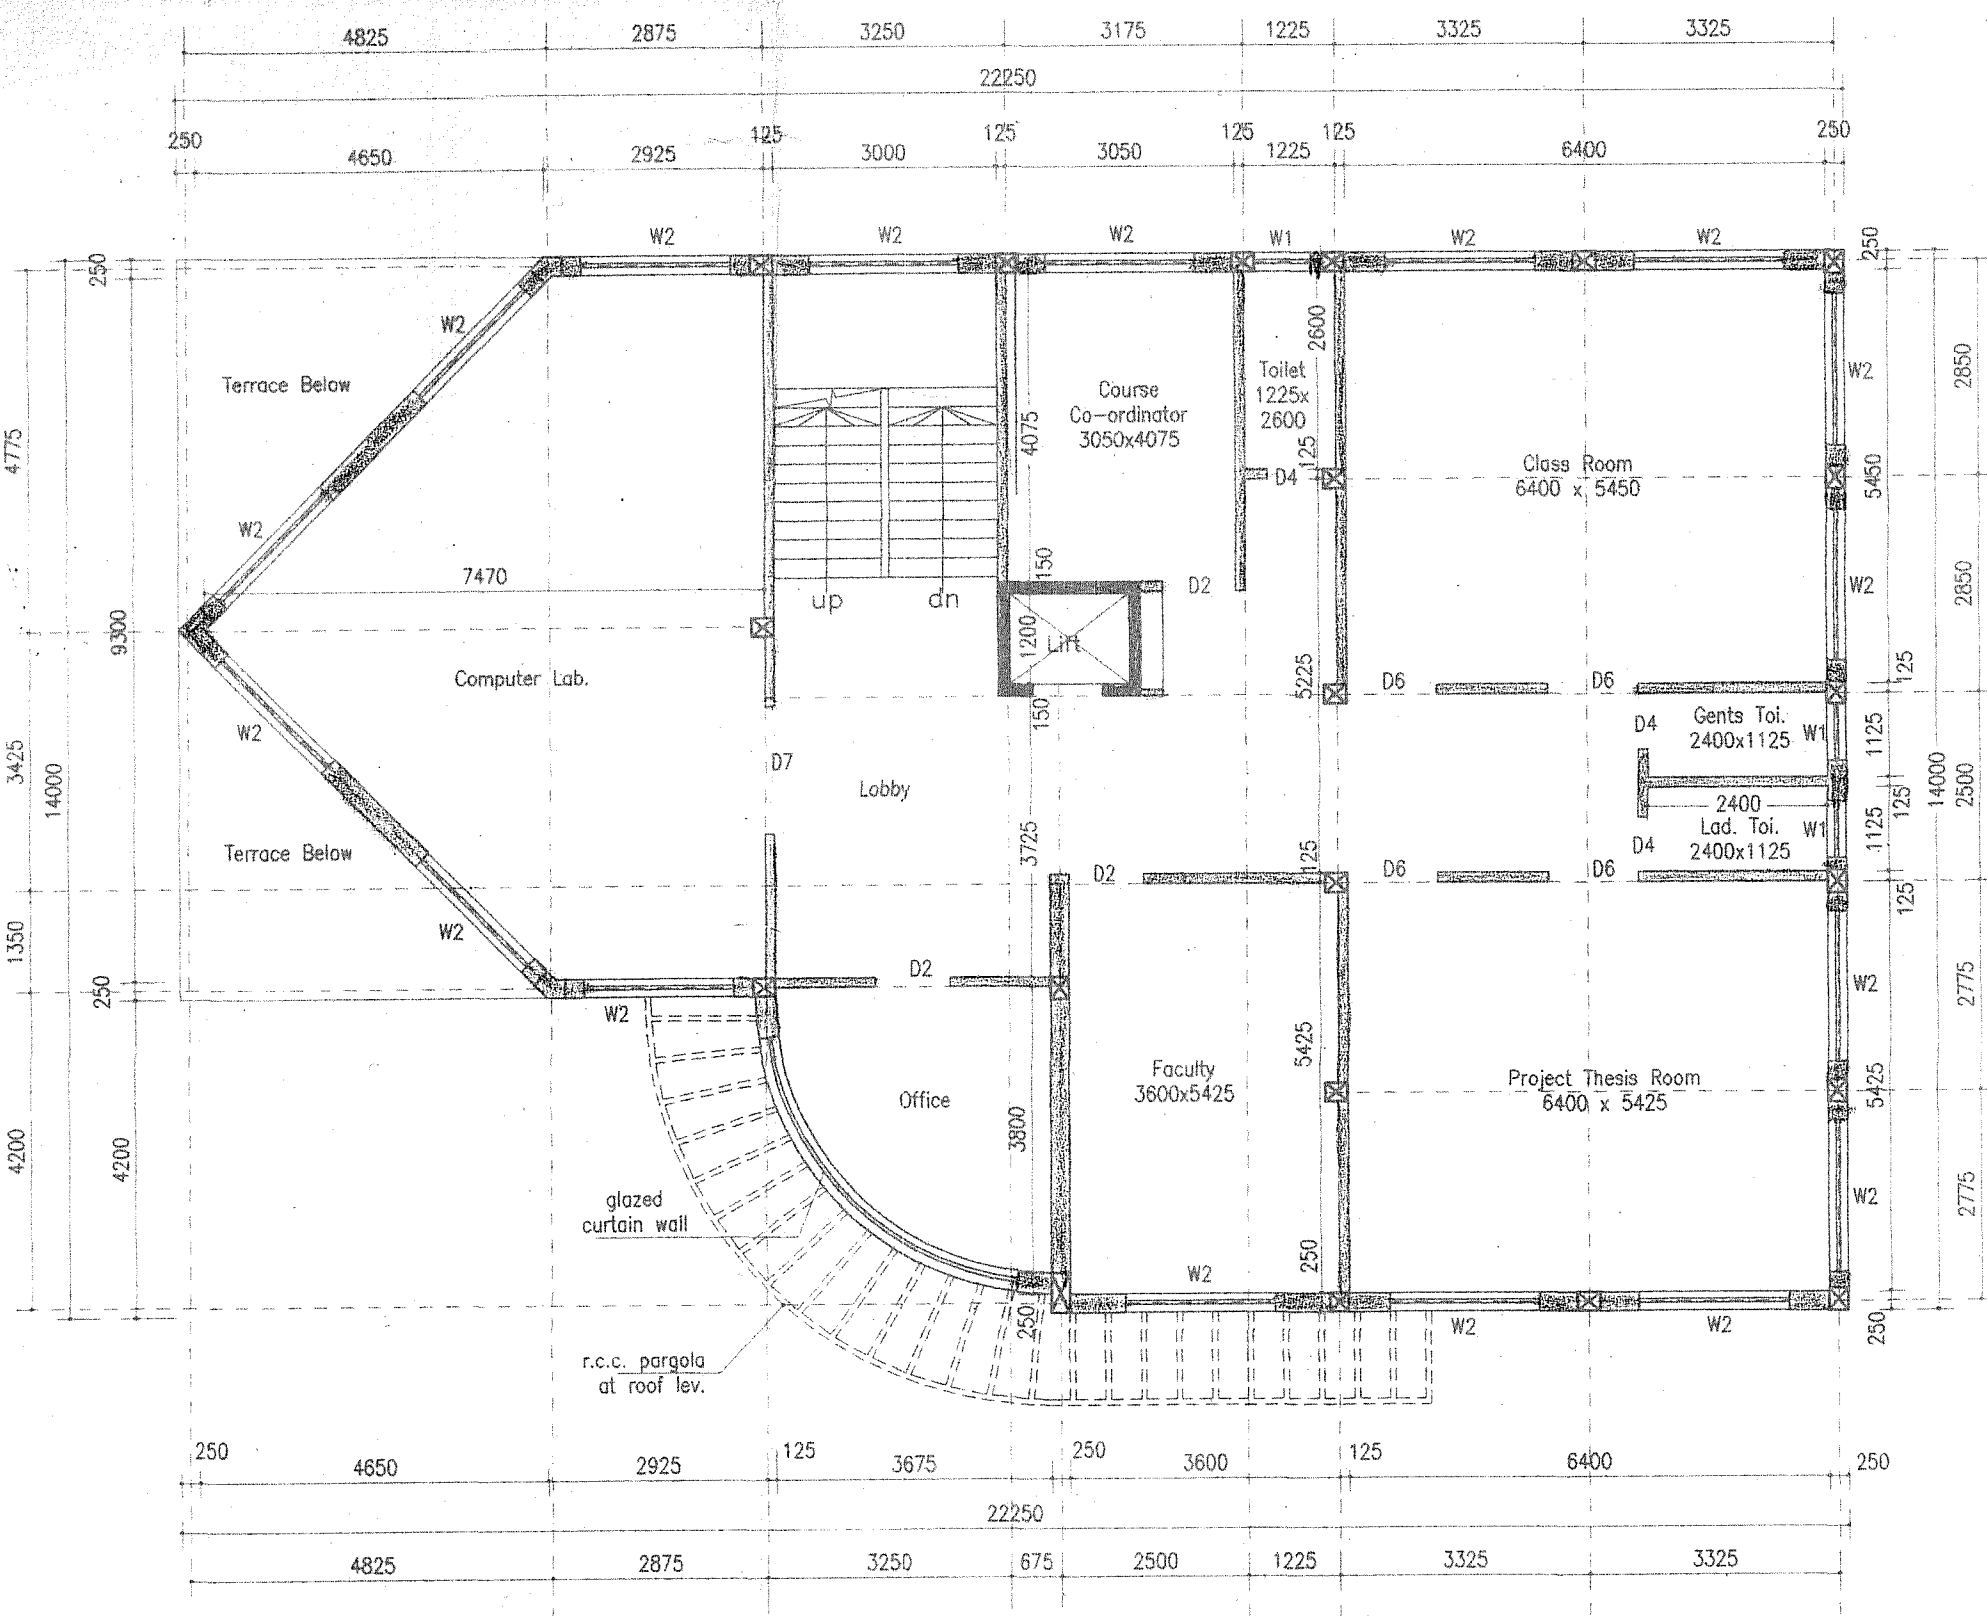 4825 2875 3250 3175 1225 3325 3325
22250
250 125 125 125 125 250
4650 2925 3000 3050 1225 6400
W2 W2 W2 W1 W2 W2
250 250
W2
2600
Terrace Below
Toilet
1225x
2600
W2
2850
Course
Co-ordinator
3050x4075
4075
4775
125
D4
Class Room
6400 x 5450
5450
W2
7470
150
D2
W2
2850
up dn
9300
1200
Lift
Computer Lab.
5225
D6 D6
125
150
W2
D4
Gents Toi.
2400x1125
W1
1125
3425
14000
D7
Lobby
14000
2500
125
2400
Lad. Toi.
2400x1125
W1
1125
D4
Terrace Below
3725
125
D2
D6 D6
125
W2
1350
D2
250
W2
W2
2775
Office
Faculty
3600x5425
5425
Project Thesis Room
6400 x 5425
5425
3800
4200
4200
glazed
curtain wall
W2
2775
250
W2
250
W2 W2
250
r.c.c. pargola
at roof lev.
250 125 250 125 250
4650 2925 3675 3600 6400
22250
4825 2875 3250 675 2500 1225 3325 3325